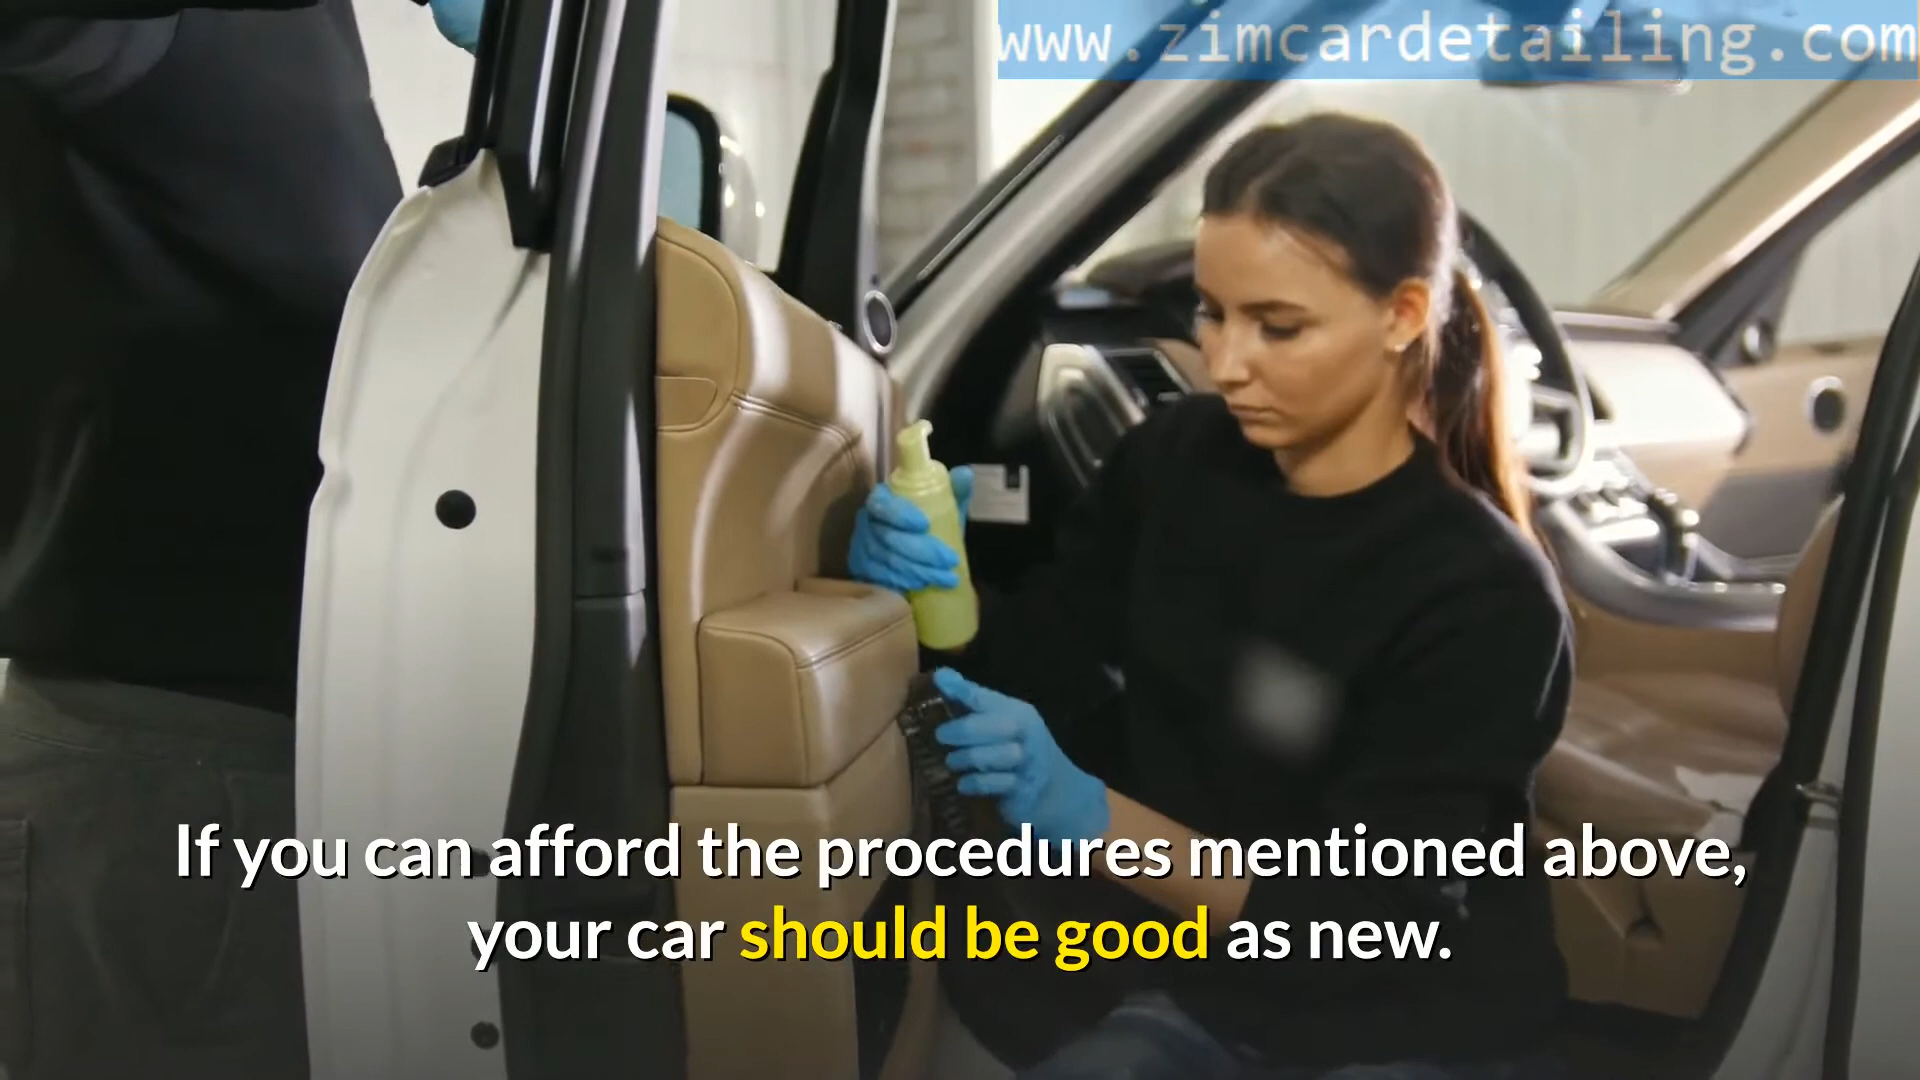 www.zimcardetailing.com
If you can afford the procedures mentioned above,
your car should be good as new.